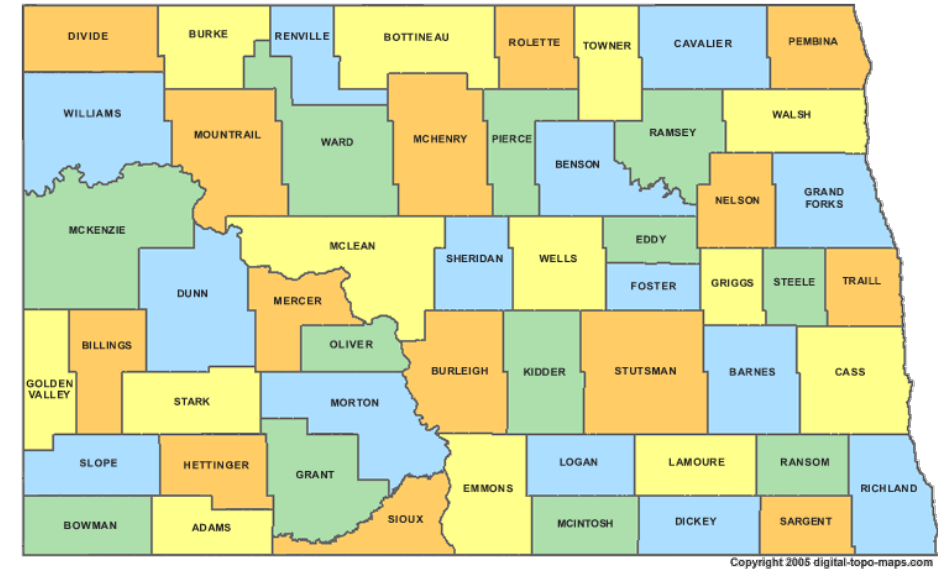 DIVIDE
BURKE
RENVILLE
BOTTINEAU
ROLETTE
TOWNER
CAVALIER
PEMBINA
WILLIAMS
MOUNTRAIL
WARD
MCHENRY
PIERCE
BENSON
RAMSEY
WALSH
NELSON
GRAND
FORKS
MCKENZIE
DUNN
MCLEAN
SHERIDAN
WELLS
EDDY
FOSTER
GRIGGS
STEELE
TRAILL
MERCER
OLIVER
BILLINGS
GOLDEN
VALLEY
STARK
MORTON
BURLEIGH
KIDDER
STUTSMAN
BARNES
CASS
SLOPE
HETTINGER
GRANT
EMMONS
LOGAN
LAMOURE
RANSOM
RICHLAND
BOWMAN
ADAMS
SIOUX
MCINTOSH
DICKEY
SARGENT
Copyright 2005 digital-topo-maps.com